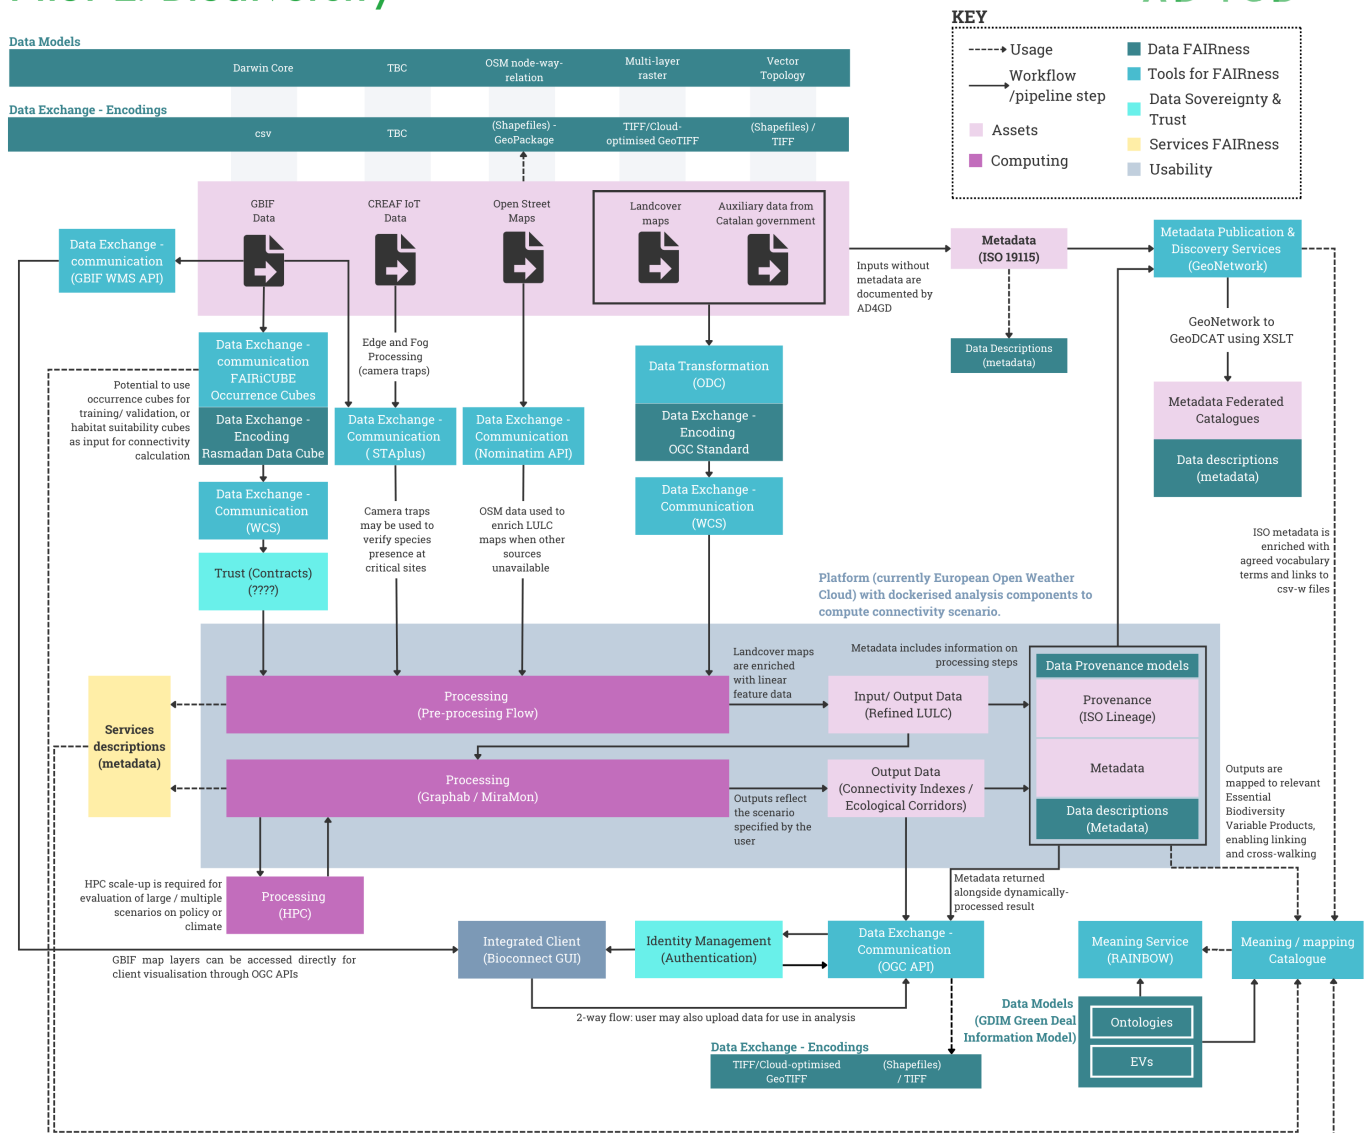 KEY
Usage
Workflow
/pipeline step
Assets
Computing
Data FAIRness
Tools for FAIRness
Data Sovereignty &
Trust
Services FAIRness
Usability
Data Models
Darwin Core
TBC
OSM node-way-
relation
Multi-layer
raster
Vector
Topology
Data Exchange - Encodings
csv
TBC
(Shapefiles) -
GeoPackage
TIFF/Cloud-
optimised GeoTIFF
(Shapefiles) /
TIFF
GBIF
Data
CREAF IoT
Data
Open Street
Maps
Landcover
maps
Auxiliary data from
Catalan government
Data Exchange -
communication
(GBIF WMS API)
Inputs without
metadata are
documented by
AD4GD
Metadata
(ISO 19115)
Data Descriptions
(metadata)
Metadata Publication &
Discovery Services
(GeoNetwork)
GeoNetwork to
GeoDCAT using XSLT
Metadata Federated
Catalogues
Data descriptions
(metadata)
Data Exchange -
communication
FAIRiCUBE
Occurrence Cubes
Data Exchange -
Encoding
Rasmadan Data Cube
Potential to use
occurrence cubes for
training/ validation, or
habitat suitability cubes
as input for connectivity
calculation
Edge and Fog
Processing
(camera traps)
Data Exchange -
Communication
( STAplus)
Data Exchange -
Communication
(Nominatim API)
Data Transformation
(ODC)
Data Exchange -
Encoding
OGC Standard
Data Exchange -
Communication
(WCS)
Data Exchange -
Communication
(WCS)
Trust (Contracts)
(????)
Camera traps
may be used to
verify species
presence at
critical sites
OSM data used to
enrich LULC
maps when other
sources
unavailable
ISO metadata is
enriched with
agreed vocabulary
terms and links to
csv-w files
Platform (currently European Open Weather
Cloud) with dockerised analysis components to
compute connectivity scenario.
Services
descriptions
(metadata)
Processing
(Pre-procesing Flow)
Landcover maps
are enriched
with linear
feature data
Metadata includes information on
processing steps
Input/ Output Data
(Refined LULC)
Data Provenance models
Provenance
(ISO Lineage)
Metadata
Data descriptions
(Metadata)
Processing
(Graphab / MiraMon)
Outputs reflect
the scenario
specified by the
user
Output Data
(Connectivity Indexes /
Ecological Corridors)
Outputs are
mapped to relevant
Essential
Biodiversity
Variable Products,
enabling linking
and cross-walking
HPC scale-up is required for
evaluation of large / multiple
scenarios on policy or
climate
Processing
(HPC)
Metadata returned
alongside dynamically-
processed result
GBIF map layers can be accessed directly for
client visualisation through OGC APIs
Integrated Client
(Bioconnect GUI)
Identity Management
(Authentication)
Data Exchange -
Communication
(OGC API)
Meaning Service
(RAINBOW)
Meaning / mapping
Catalogue
2-way flow: user may also upload data for use in analysis
Data Models
(GDIM Green Deal
Information Model)
Ontologies
EVs
Data Exchange - Encodings
TIFF/Cloud-optimised
GeoTIFF
(Shapefiles)
/ TIFF